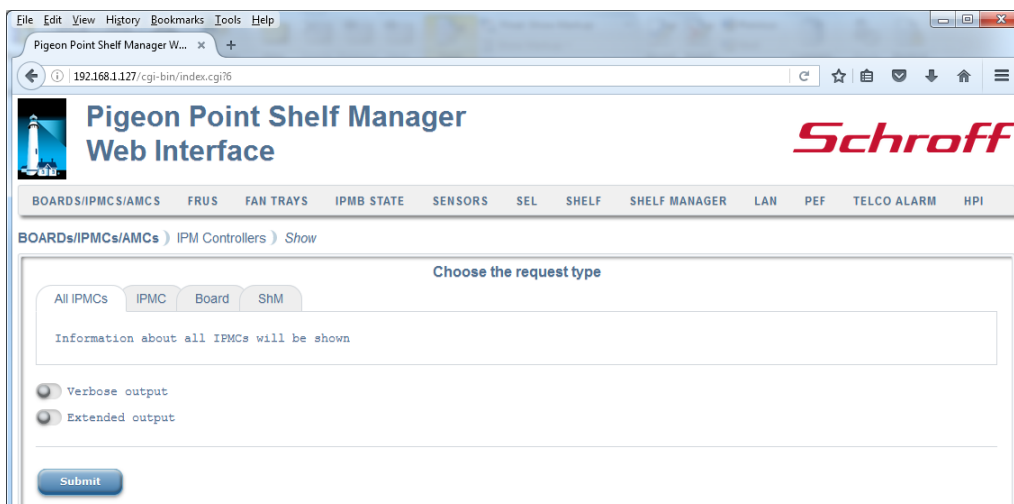 File Edit View History Bookmarks Tools Help
Pigeon Point Shelf Manager W... × +
192.168.1.127/cgi-bin/index.cgi?6
Pigeon Point Shelf Manager
Web Interface
Schroff
BOARDS/IPMCS/AMCS FRUS FAN TRAYS IPMB STATE SENSORS SEL SHELF SHELF MANAGER LAN PEF TELCO ALARM HPI
BOARDs/IPMCs/AMCs ) IPM Controllers ) Show
Choose the request type
All IPMCs IPMC Board ShM
Information about all IPMCs will be shown
Verbose output
Extended output
Submit